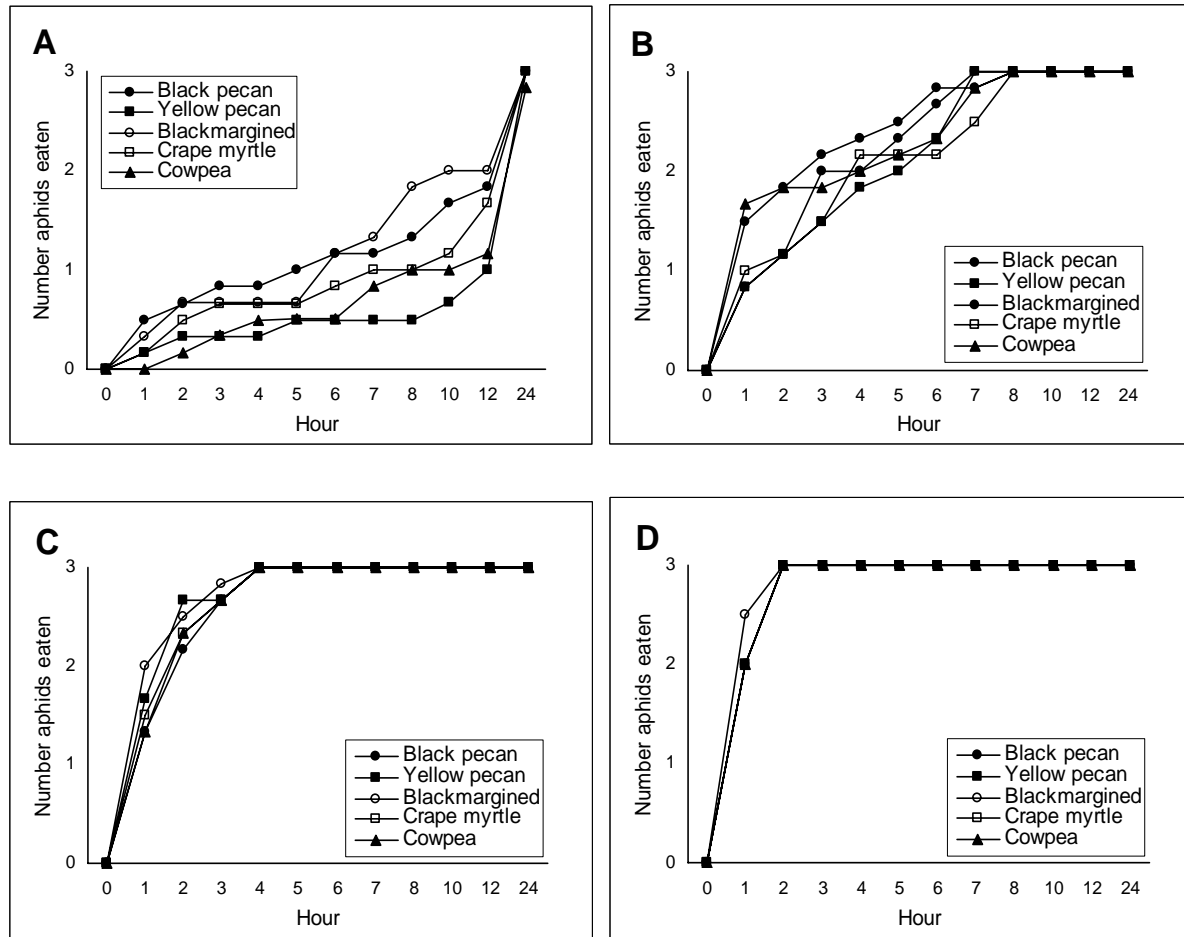 A
Number aphids eaten
3
2
1
0
Black pecan
Yellow pecan
Blackmargined
Crape myrtle
Cowpea
0 1 2 3 4 5 6 7 8 10 12 24
Hour
B
Number aphids eaten
3
2
1
0
Black pecan
Yellow pecan
Blackmargined
Crape myrtle
Cowpea
0 1 2 3 4 5 6 7 8 10 12 24
Hour
C
Number aphids eaten
3
2
1
0
Black pecan
Yellow pecan
Blackmargined
Crape myrtle
Cowpea
0 1 2 3 4 5 6 7 8 10 12 24
Hour
D
Number aphids eaten
3
2
1
0
Black pecan
Yellow pecan
Blackmargined
Crape myrtle
Cowpea
0 1 2 3 4 5 6 7 8 10 12 24
Hour